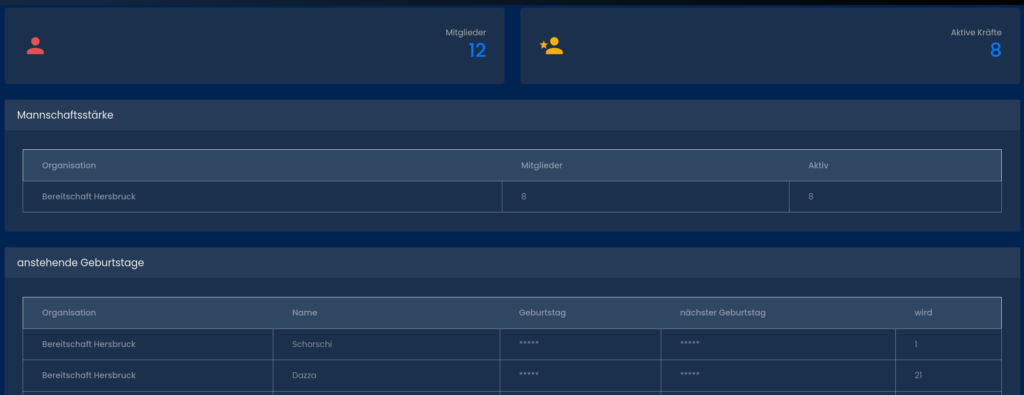 Mitglieder
12
Aktive Kräfte
8
Mannschaftsstärke
Organisation Mitglieder Aktiv
Bereitschaft Hersbruck 8 8
anstehende Geburtstage
Organisation Name Geburtstag nächster Geburtstag wird
Bereitschaft Hersbruck Schorschi ***** ***** 1
Bereitschaft Hersbruck Dazza ***** ***** 21